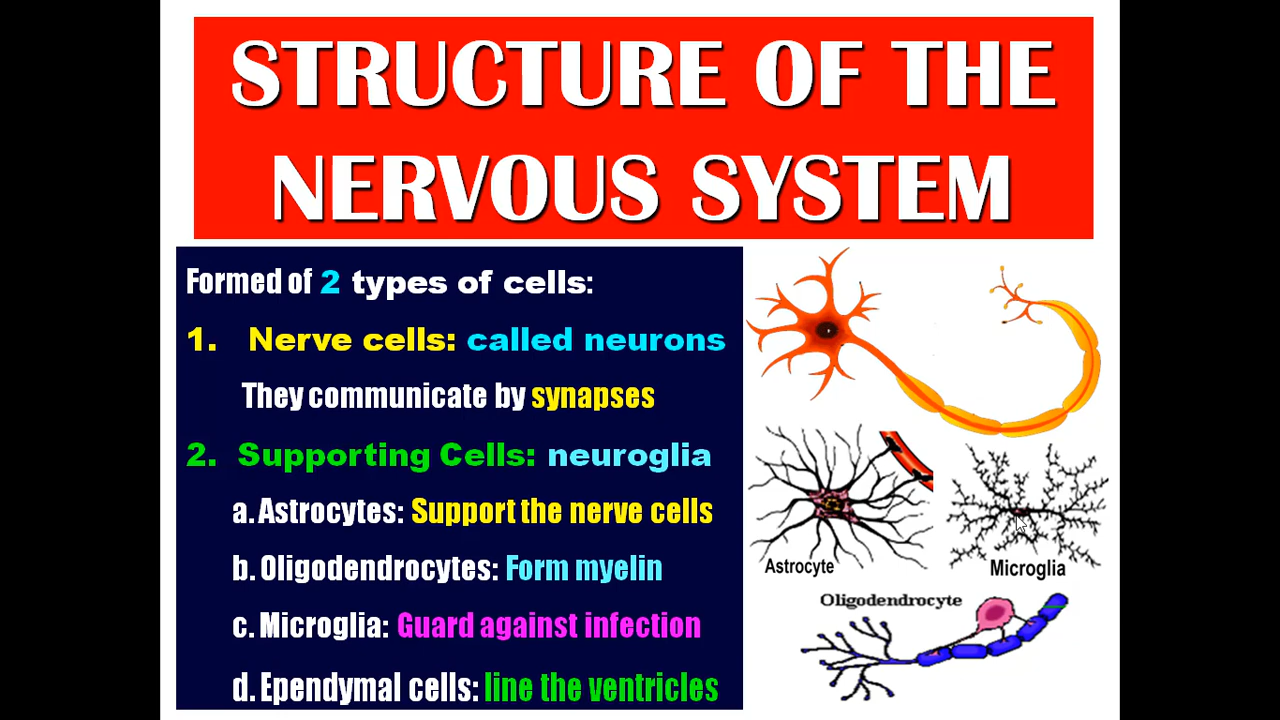 STRUCTURE OF THE
NERVOUS SYSTEM
Formed of 2 types of cells:
1. Nerve cells: called neurons
They communicate by synapses
2. Supporting Cells: neuroglia
a. Astrocytes: Support the nerve cells
b. Oligodendrocytes: Form myelin
c. Microglia: Guard against infection
d. Ependymal cells: line the ventricles
Astrocyte
Microglia
Oligodendrocyte